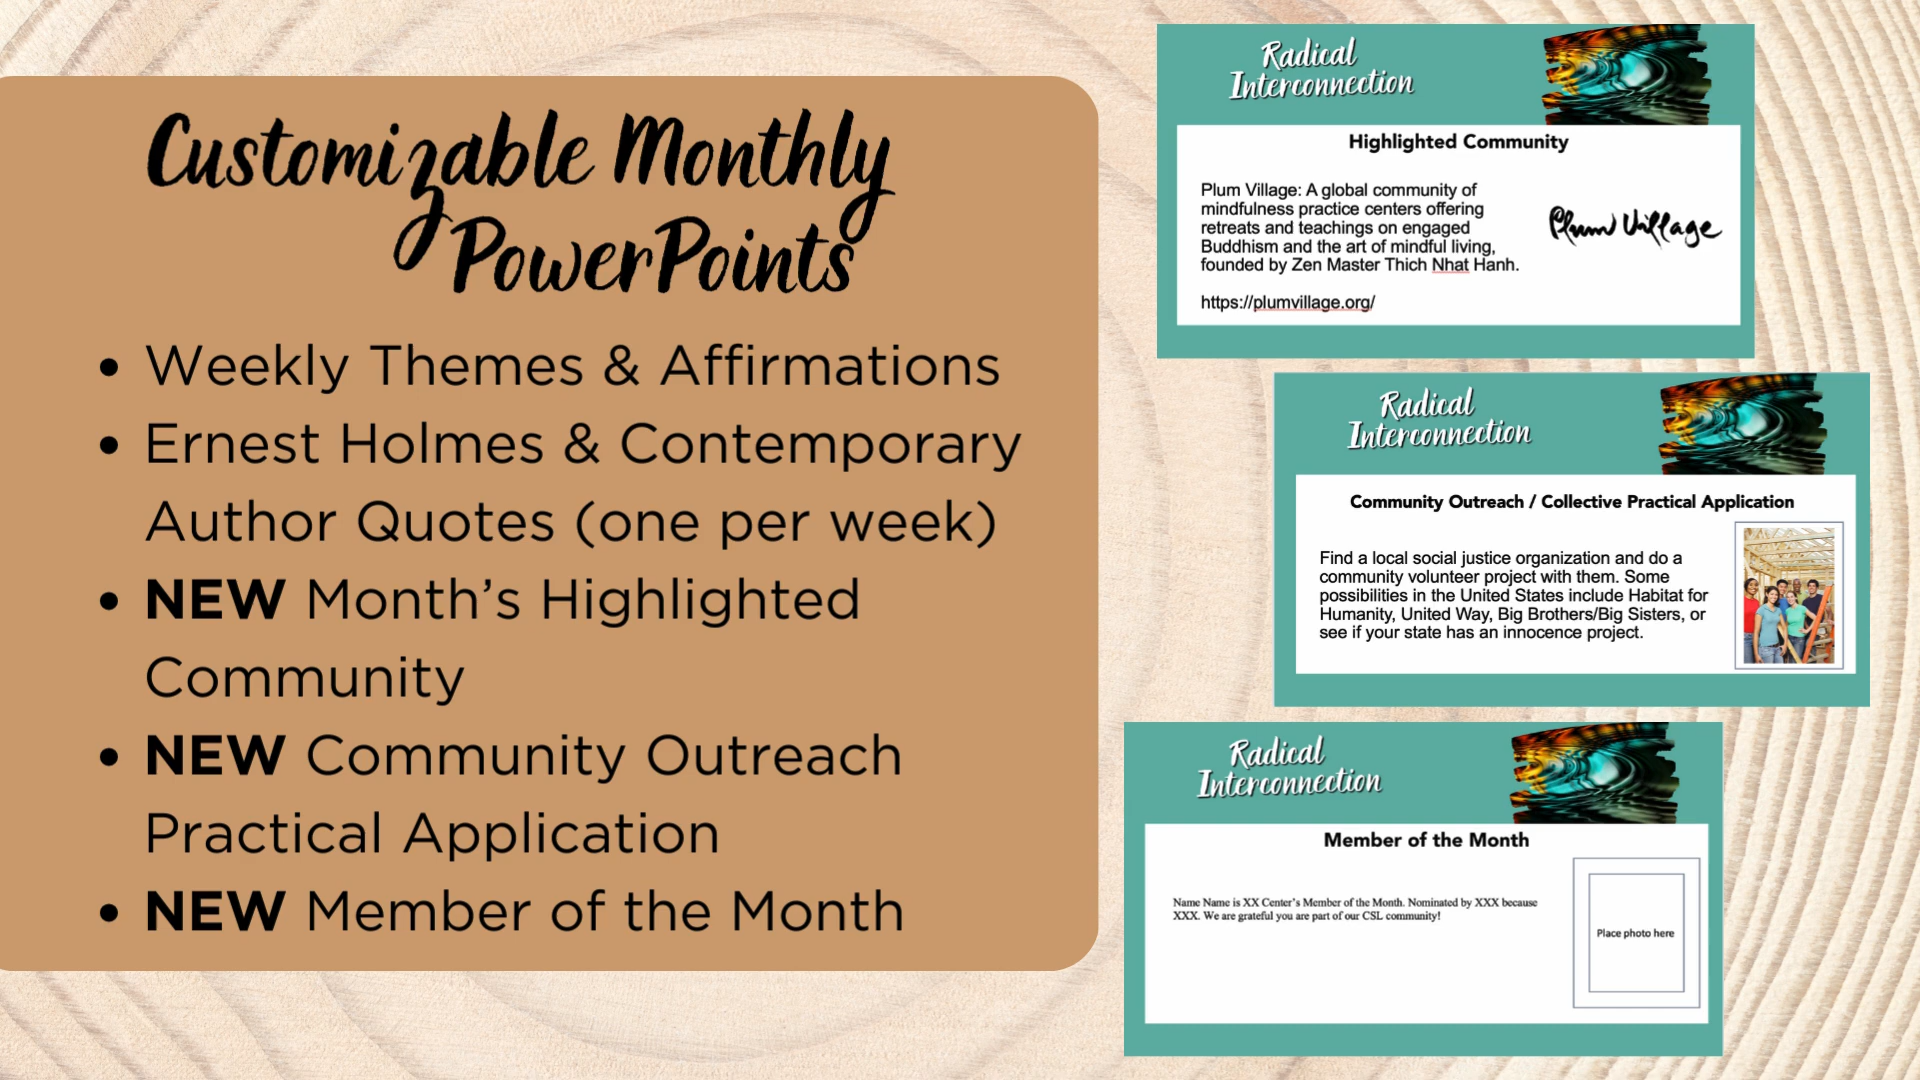 Customizable Monthly
PowerPoints
• Weekly Themes & Affirmations
• Ernest Holmes & Contemporary
Author Quotes (one per week)
• NEW Month’s Highlighted
Community
• NEW Community Outreach
Practical Application
• NEW Member of the Month
Radical
Interconnection
Highlighted Community
Plum Village: A global community of
mindfulness practice centers offering
retreats and teachings on engaged
Buddhism and the art of mindful living,
founded by Zen Master Thich Nhat Hanh.
https://plumvillage.org/
Plum Village
Radical
Interconnection
Community Outreach / Collective Practical Application
Find a local social justice organization and do a
community volunteer project with them. Some
possibilities in the United States include Habitat for
Humanity, United Way, Big Brothers/Big Sisters, or
see if your state has an innocence project.
Radical
Interconnection
Member of the Month
Name Name is XX Center’s Member of the Month. Nominated by XXX because
XXX. We are grateful you are part of our CSL community!
Place photo here